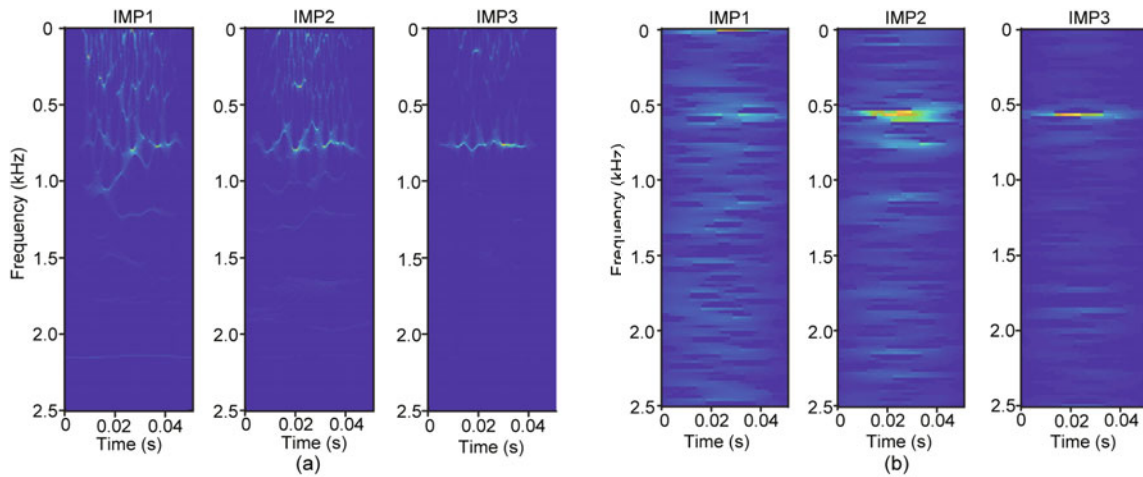 IMP1 IMP2 IMP3
0 0 0
0.5 0.5 0.5
1.0 1.0 1.0
1.5 1.5 1.5
2.0 2.0 2.0
2.5 2.5 2.5
Frequency (kHz)
0 0.02 0.04 0 0.02 0.04 0 0.02 0.04
Time (s) Time (s) Time (s)
(a)
IMP1 IMP2 IMP3
0 0 0
0.5 0.5 0.5
1.0 1.0 1.0
1.5 1.5 1.5
2.0 2.0 2.0
2.5 2.5 2.5
Frequency (kHz)
0 0.02 0.04 0 0.02 0.04 0 0.02 0.04
Time (s) Time (s) Time (s)
(b)